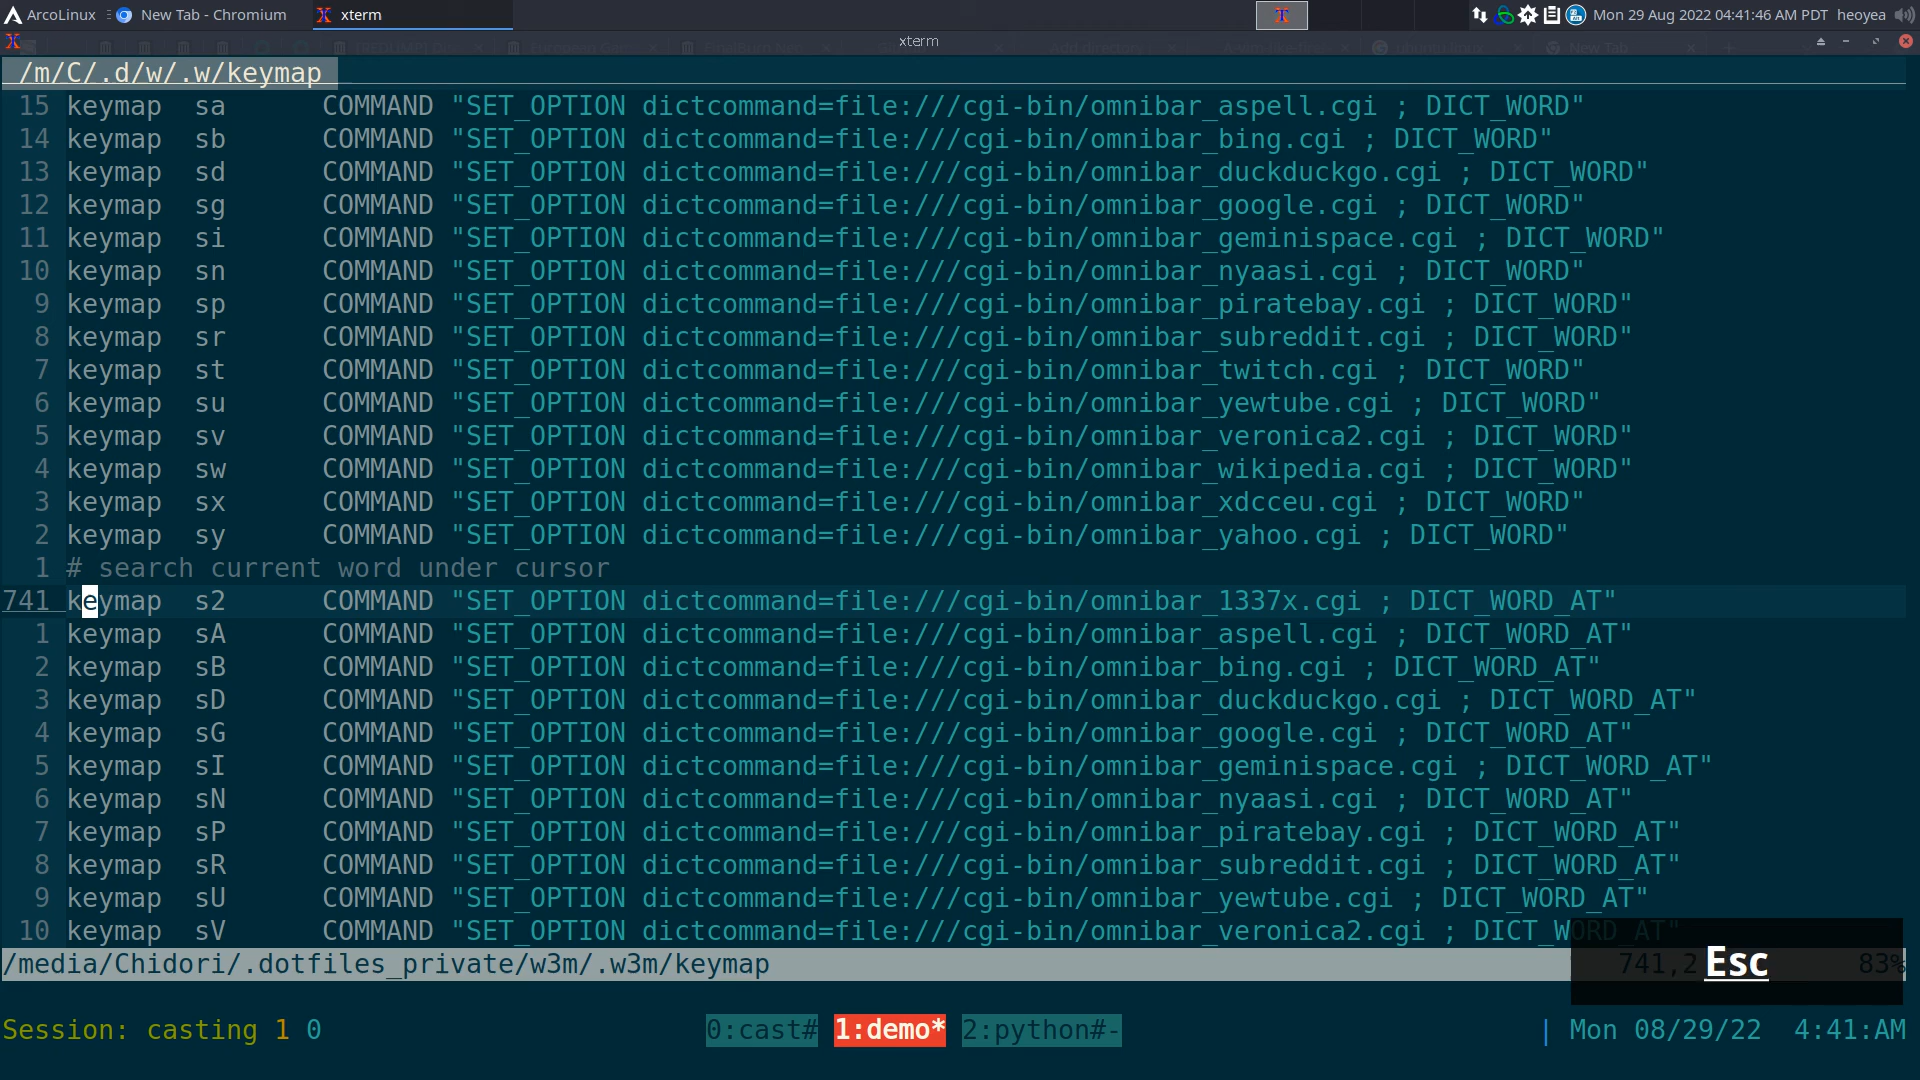 ArcoLinux New Tab - Chromium xterm Mon 29 Aug 2022 04:41:46 AM PDT heoyea
xterm
/m/C/.d/w/.w/keymap
15 keymap sa COMMAND "SET_OPTION dictcommand=file:///cgi-bin/omnibar_aspell.cgi ; DICT_WORD"
14 keymap sb COMMAND "SET_OPTION dictcommand=file:///cgi-bin/omnibar_bing.cgi ; DICT_WORD"
13 keymap sd COMMAND "SET_OPTION dictcommand=file:///cgi-bin/omnibar_duckduckgo.cgi ; DICT_WORD"
12 keymap sg COMMAND "SET_OPTION dictcommand=file:///cgi-bin/omnibar_google.cgi ; DICT_WORD"
11 keymap si COMMAND "SET_OPTION dictcommand=file:///cgi-bin/omnibar_geminispace.cgi ; DICT_WORD"
10 keymap sn COMMAND "SET_OPTION dictcommand=file:///cgi-bin/omnibar_nyaasi.cgi ; DICT_WORD"
9 keymap sp COMMAND "SET_OPTION dictcommand=file:///cgi-bin/omnibar_piratebay.cgi ; DICT_WORD"
8 keymap sr COMMAND "SET_OPTION dictcommand=file:///cgi-bin/omnibar_subreddit.cgi ; DICT_WORD"
7 keymap st COMMAND "SET_OPTION dictcommand=file:///cgi-bin/omnibar_twitch.cgi ; DICT_WORD"
6 keymap su COMMAND "SET_OPTION dictcommand=file:///cgi-bin/omnibar_yewtube.cgi ; DICT_WORD"
5 keymap sv COMMAND "SET_OPTION dictcommand=file:///cgi-bin/omnibar_veronica2.cgi ; DICT_WORD"
4 keymap sw COMMAND "SET_OPTION dictcommand=file:///cgi-bin/omnibar_wikipedia.cgi ; DICT_WORD"
3 keymap sx COMMAND "SET_OPTION dictcommand=file:///cgi-bin/omnibar_xdcceu.cgi ; DICT_WORD"
2 keymap sy COMMAND "SET_OPTION dictcommand=file:///cgi-bin/omnibar_yahoo.cgi ; DICT_WORD"
1 # search current word under cursor
741 keymap s2 COMMAND "SET_OPTION dictcommand=file:///cgi-bin/omnibar_1337x.cgi ; DICT_WORD_AT"
1 keymap sA COMMAND "SET_OPTION dictcommand=file:///cgi-bin/omnibar_aspell.cgi ; DICT_WORD_AT"
2 keymap sB COMMAND "SET_OPTION dictcommand=file:///cgi-bin/omnibar_bing.cgi ; DICT_WORD_AT"
3 keymap sD COMMAND "SET_OPTION dictcommand=file:///cgi-bin/omnibar_duckduckgo.cgi ; DICT_WORD_AT"
4 keymap sG COMMAND "SET_OPTION dictcommand=file:///cgi-bin/omnibar_google.cgi ; DICT_WORD_AT"
5 keymap sI COMMAND "SET_OPTION dictcommand=file:///cgi-bin/omnibar_geminispace.cgi ; DICT_WORD_AT"
6 keymap sN COMMAND "SET_OPTION dictcommand=file:///cgi-bin/omnibar_nyaasi.cgi ; DICT_WORD_AT"
7 keymap sP COMMAND "SET_OPTION dictcommand=file:///cgi-bin/omnibar_piratebay.cgi ; DICT_WORD_AT"
8 keymap sR COMMAND "SET_OPTION dictcommand=file:///cgi-bin/omnibar_subreddit.cgi ; DICT_WORD_AT"
9 keymap sU COMMAND "SET_OPTION dictcommand=file:///cgi-bin/omnibar_yewtube.cgi ; DICT_WORD_AT"
10 keymap sV COMMAND "SET_OPTION dictcommand=file:///cgi-bin/omnibar_veronica2.cgi ; DICT_WORD_AT"
/media/Chidori/.dotfiles_private/w3m/.w3m/keymap 741,2 Esc 83%
Session: casting 1 0 0:cast# 1:demo* 2:python#- | Mon 08/29/22 4:41:AM